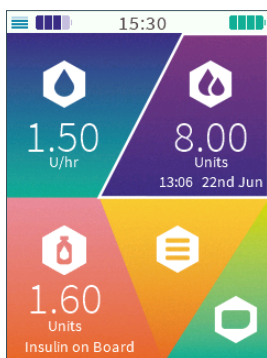 15:30
1.50
U/hr
8.00
Units
13:06 22nd Jun
1.60
Units
Insulin on Board